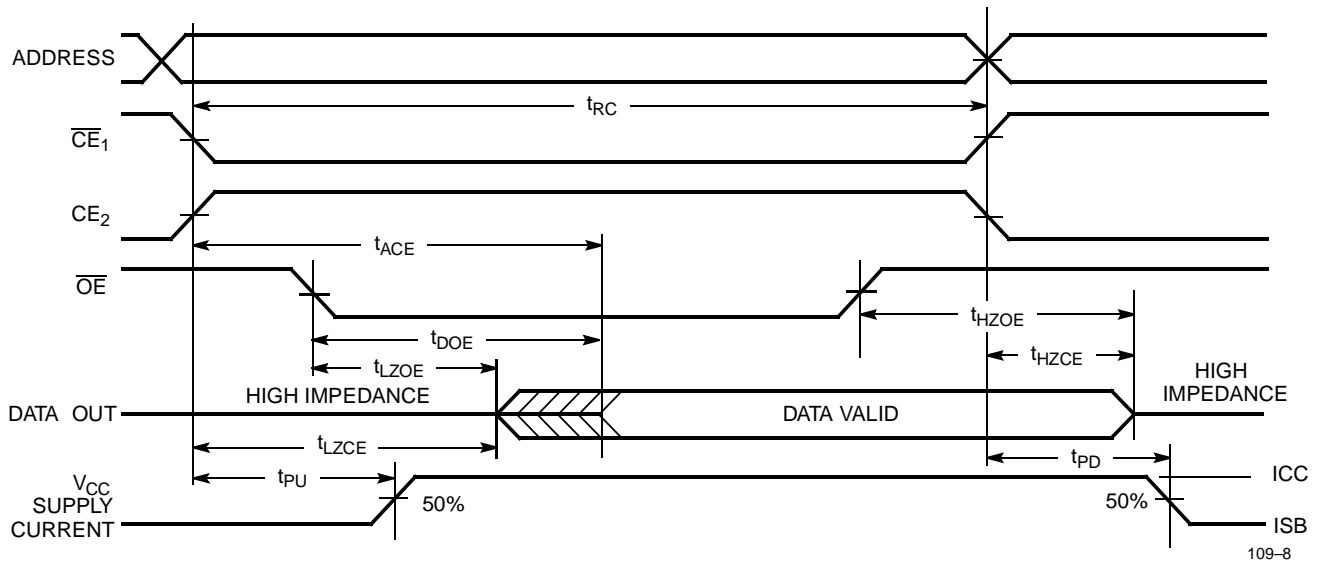 ADDRESS
tRC
CE1
CE2
tACE
OE
tHZOE
tDOE
tHZCE
tLZOE
HIGH IMPEDANCE
HIGH
IMPEDANCE
DATA OUT
DATA VALID
tLZCE
tPD
tPU
VCC
SUPPLY
CURRENT
50%
50%
ICC
ISB
109–8